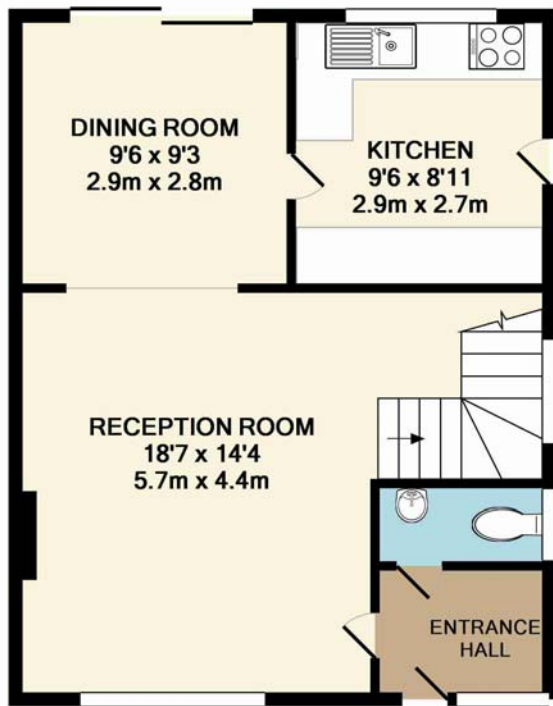 DINING ROOM
9'6 x 9'3
2.9m x 2.8m
KITCHEN
9'6 x 8'11
2.9m x 2.7m
RECEPTION ROOM
18'7 x 14'4
5.7m x 4.4m
ENTRANCE
HALL